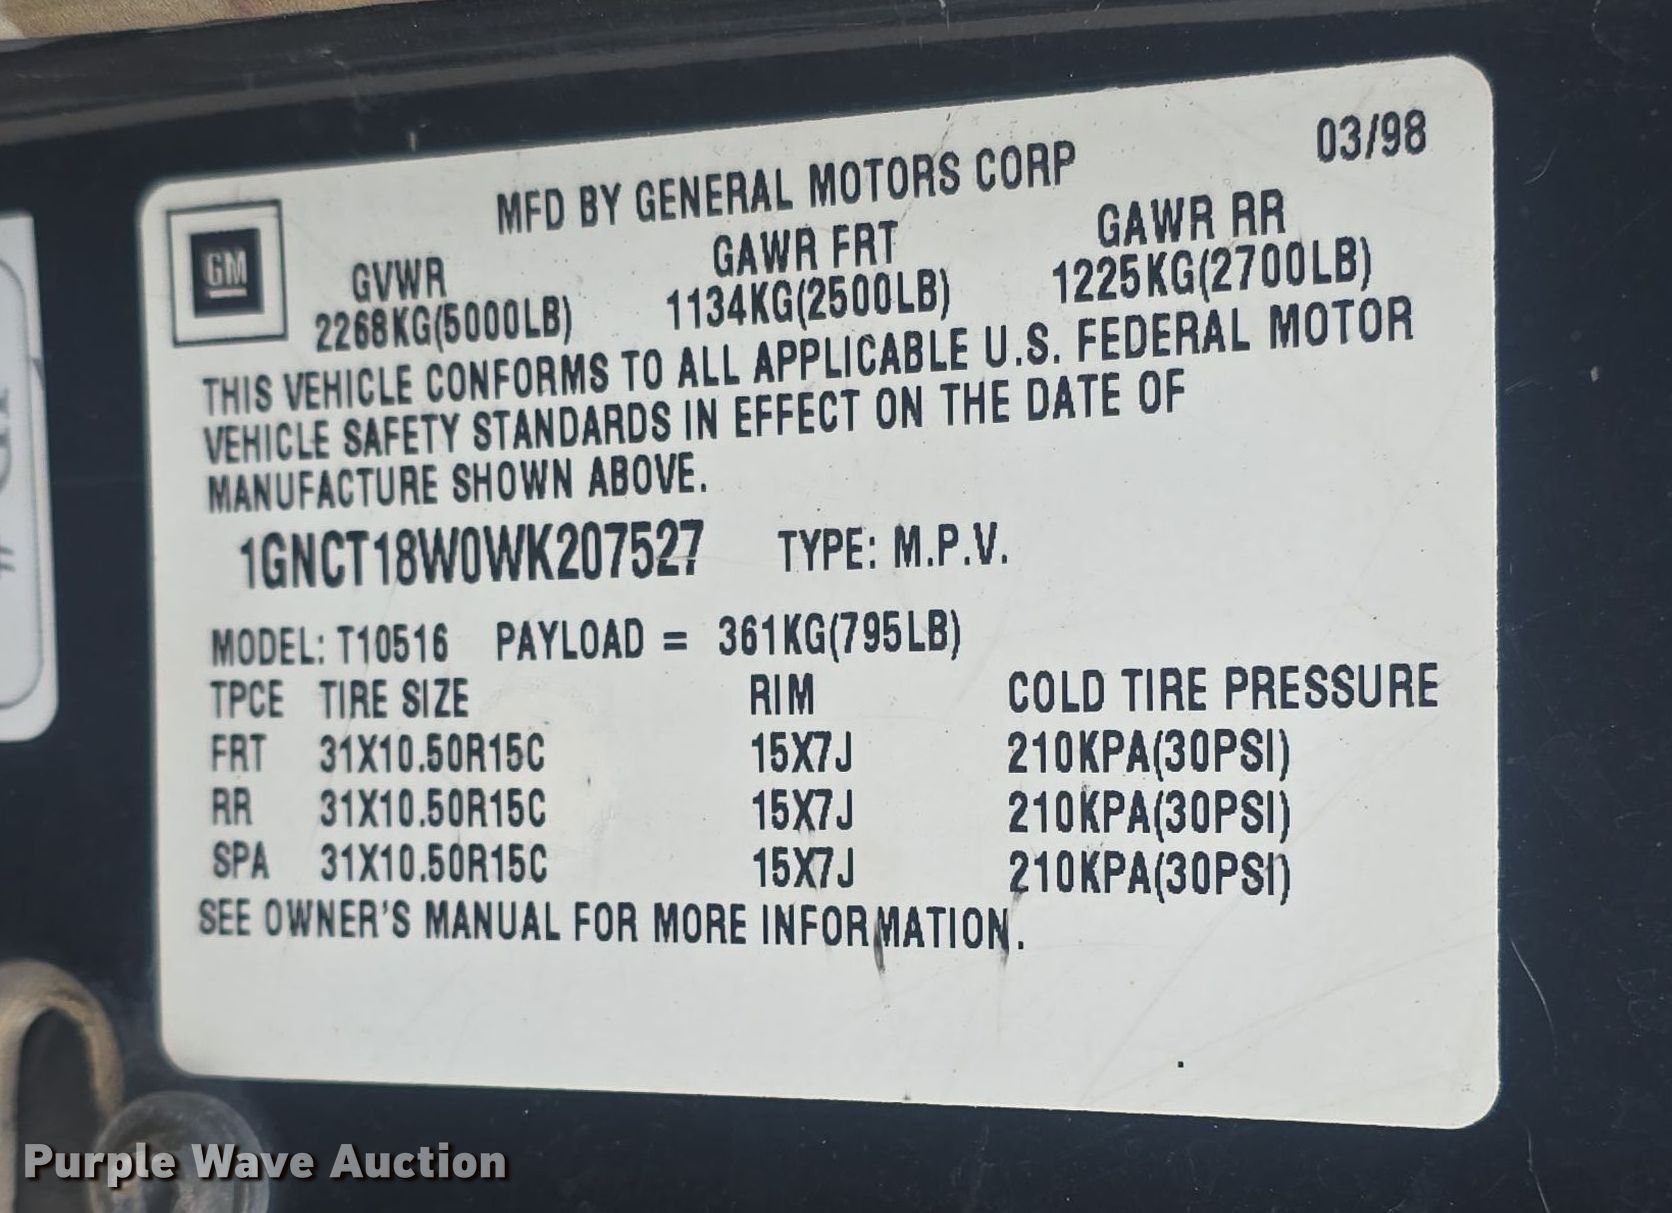 MFD BY GENERAL MOTORS CORP 03/98
GM
GVWR GAWR FRT GAWR RR
2268KG(5000LB) 1134KG(2500LB) 1225KG(2700LB)
THIS VEHICLE CONFORMS TO ALL APPLICABLE U.S. FEDERAL MOTOR
VEHICLE SAFETY STANDARDS IN EFFECT ON THE DATE OF
MANUFACTURE SHOWN ABOVE.
1GNCT18W0WK207527 TYPE: M.P.V.
MODEL: T10516 PAYLOAD = 361KG(795LB)
TPCE TIRE SIZE RIM COLD TIRE PRESSURE
FRT 31X10.50R15C 15X7J 210KPA(30PSI)
RR 31X10.50R15C 15X7J 210KPA(30PSI)
SPA 31X10.50R15C 15X7J 210KPA(30PSI)
SEE OWNER'S MANUAL FOR MORE INFORMATION.
Purple Wave Auction